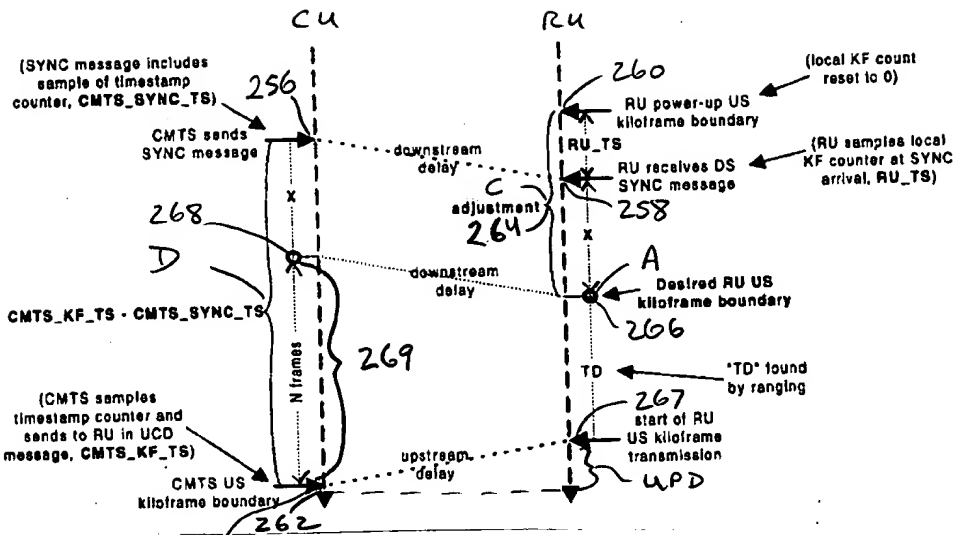 CU
RU
(SYNC message includes
sample of timestamp
counter, CMTS_SYNC_TS)
256
CMTS sends
SYNC message
260
(local KF count
reset to 0)
RU power-up US
kiloframe boundary
RU_TS
(RU samples local
KF counter at SYNC
arrival, RU_TS)
RU receives DS
SYNC message
258
downstream
delay
C
adjustment
264
X
X
268
D
downstream
delay
A
Desired RU US
kiloframe boundary
266
CMTS_KF_TS - CMTS_SYNC_TS
N frames
269
TD
"TD" found
by ranging
267
start of RU
US kiloframe
transmission
(CMTS samples
timestamp counter and
sends to RU in UCD
message, CMTS_KF_TS)
upstream
delay
CMTS US
kiloframe boundary
UPD
262